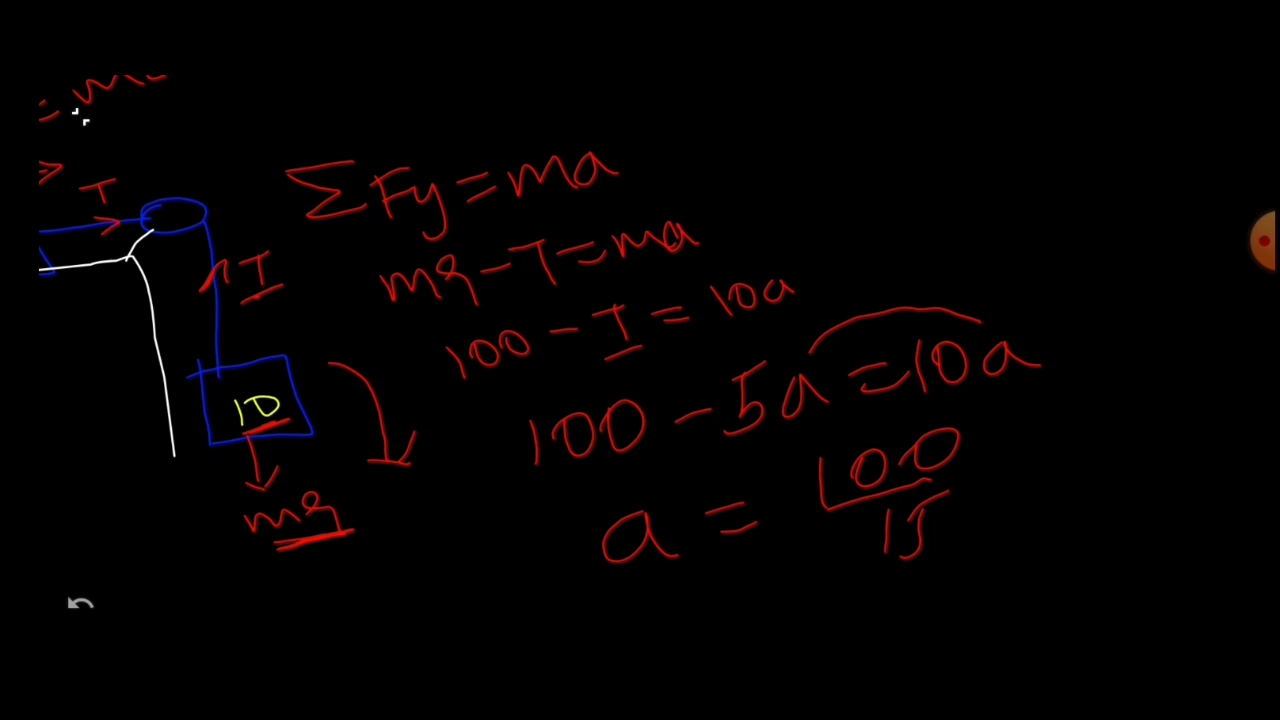 T
ΣFy=ma
mg-T=ma
T
100-T=10a
100-5a=10a
10
a=100/15
mg